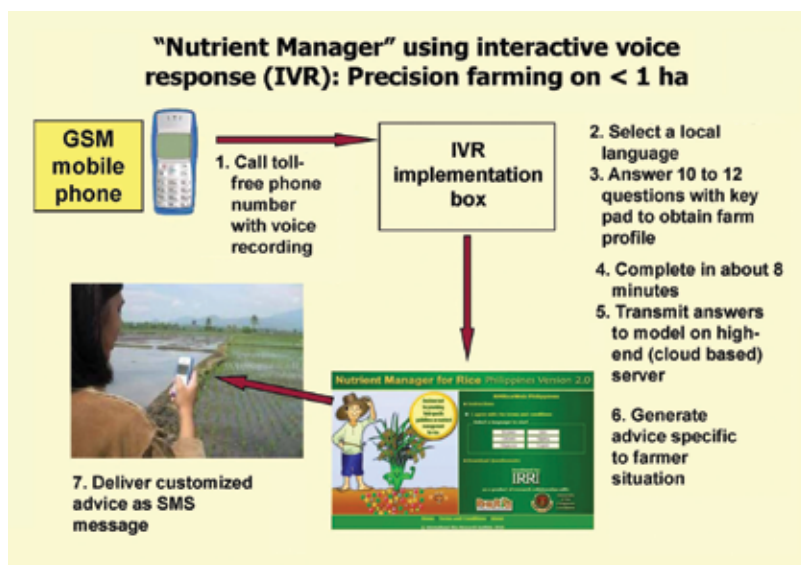 “Nutrient Manager” using interactive voice
response (IVR): Precision farming on < 1 ha
GSM
mobile
phone
1. Call toll-
free phone
number
with voice
recording
IVR
implementation
box
2. Select a local
language
3. Answer 10 to 12
questions with key
pad to obtain farm
profile
4. Complete in about 8
minutes
5. Transmit answers
to model on high-
end (cloud based)
server
6. Generate
advice specific
to farmer
situation
Nutrient Manager for Rice Philippines Version 2.0
IRRI
7. Deliver customized
advice as SMS
message